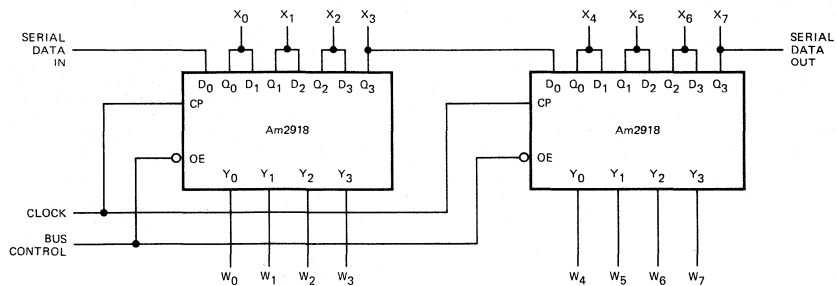 X0 X1 X2 X3 X4 X5 X6 X7
SERIAL DATA IN
SERIAL DATA OUT
D0 Q0 D1 Q1 D2 Q2 D3 Q3
D0 Q0 D1 Q1 D2 Q2 D3 Q3
CP
CP
Am2918
Am2918
OE
OE
Y0 Y1 Y2 Y3
Y0 Y1 Y2 Y3
CLOCK
BUS CONTROL
W0 W1 W2 W3
W4 W5 W6 W7